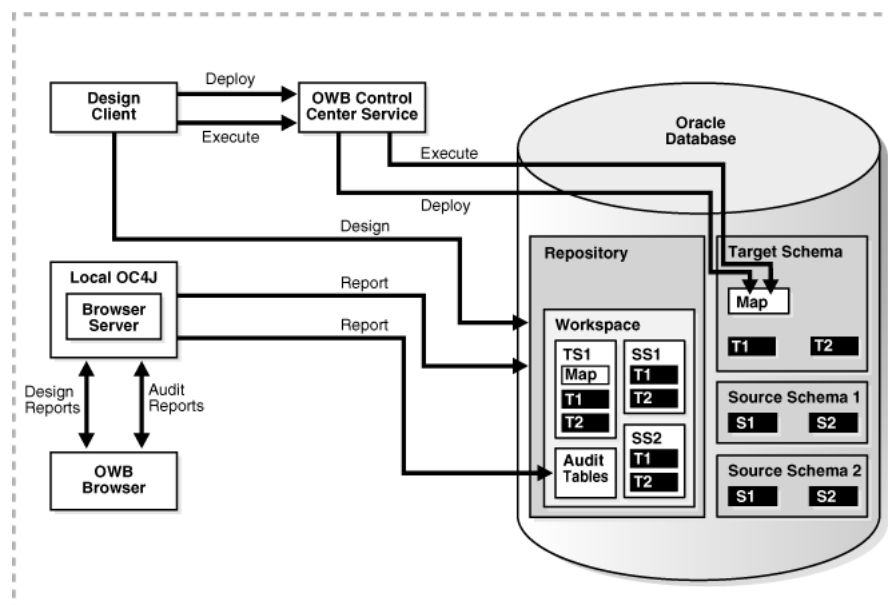 Deploy
Design
Client
OWB Control
Center Service
Execute
Oracle
Database
Execute
Deploy
Design
Repository
Target Schema
Local OC4J
Browser
Server
Report
Report
Map
Workspace
TS1
Map
T1
T2
SS1
T1
T2
T1
T2
Design
Reports
Audit
Reports
Source Schema 1
S1
S2
SS2
T1
T2
Audit
Tables
OWB
Browser
Source Schema 2
S1
S2